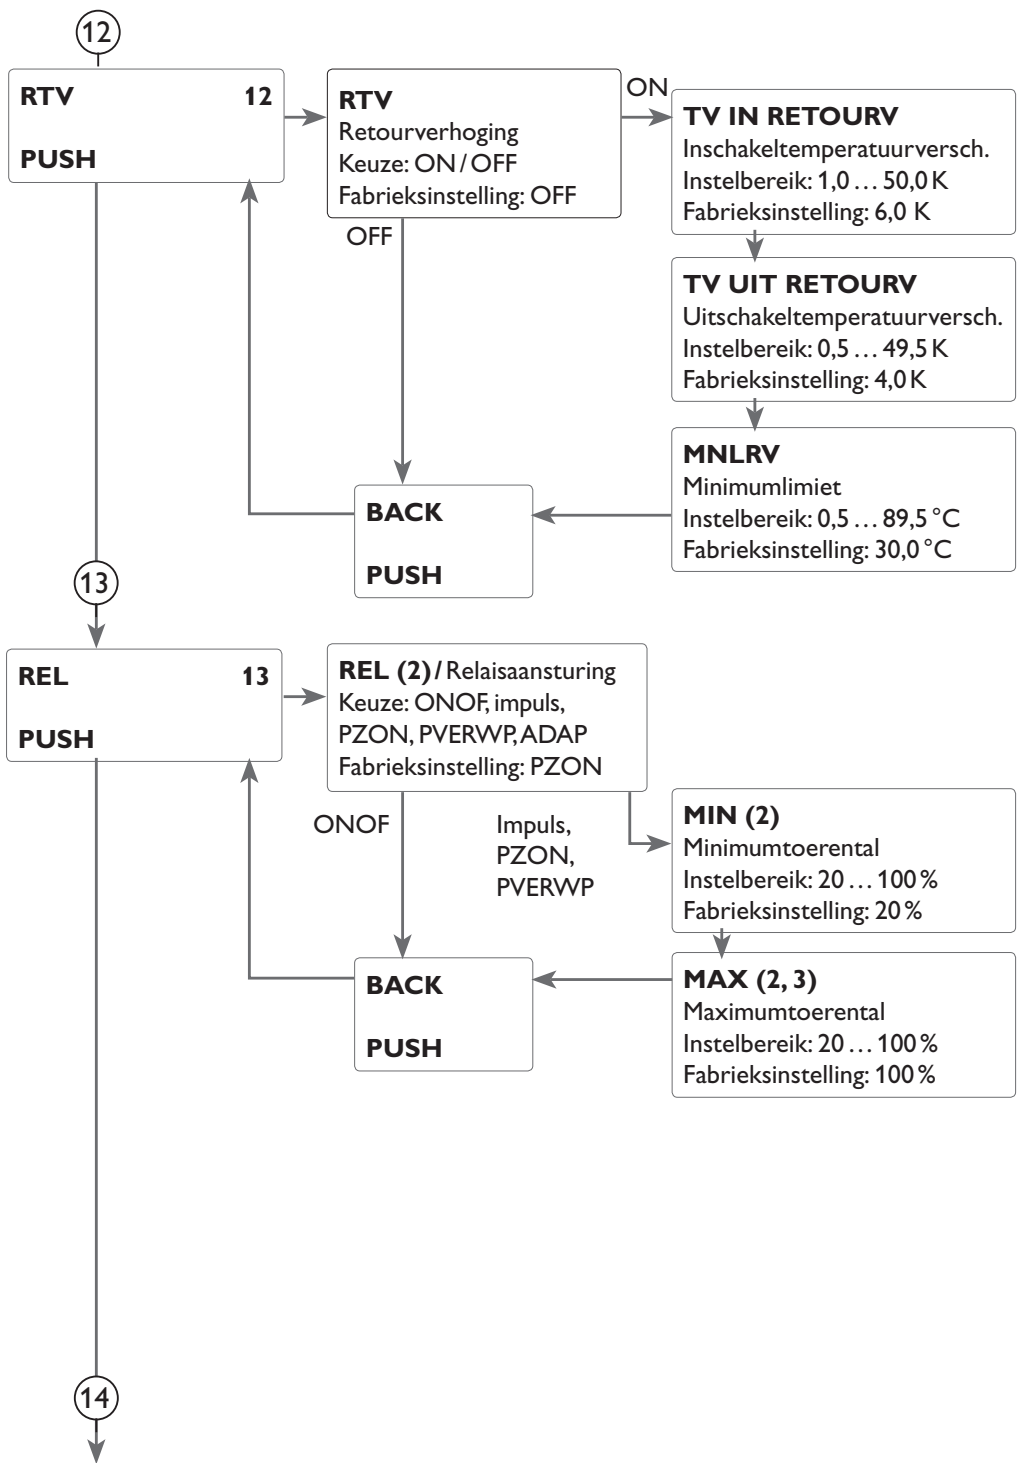 12
RTV 12
PUSH
RTV
Retourverhoging
Keuze: ON / OFF
Fabrieksinstelling: OFF
ON
OFF
TV IN RETOURV
Inschakeltemperatuurversch.
Instelbereik: 1,0 … 50,0 K
Fabrieksinstelling: 6,0 K
TV UIT RETOURV
Uitschakeltemperatuurversch.
Instelbereik: 0,5 … 49,5 K
Fabrieksinstelling: 4,0 K
MNLRV
Minimumlimiet
Instelbereik: 0,5 … 89,5 °C
Fabrieksinstelling: 30,0 °C
BACK
PUSH
13
REL 13
PUSH
REL (2) / Relaisaansturing
Keuze: ONOF, impuls,
PZON, PVERWP, ADAP
Fabrieksinstelling: PZON
ONOF
Impuls,
PZON,
PVERWP
MIN (2)
Minimumtoerental
Instelbereik: 20 … 100 %
Fabrieksinstelling: 20 %
MAX (2, 3)
Maximumtoerental
Instelbereik: 20 … 100 %
Fabrieksinstelling: 100 %
BACK
PUSH
14